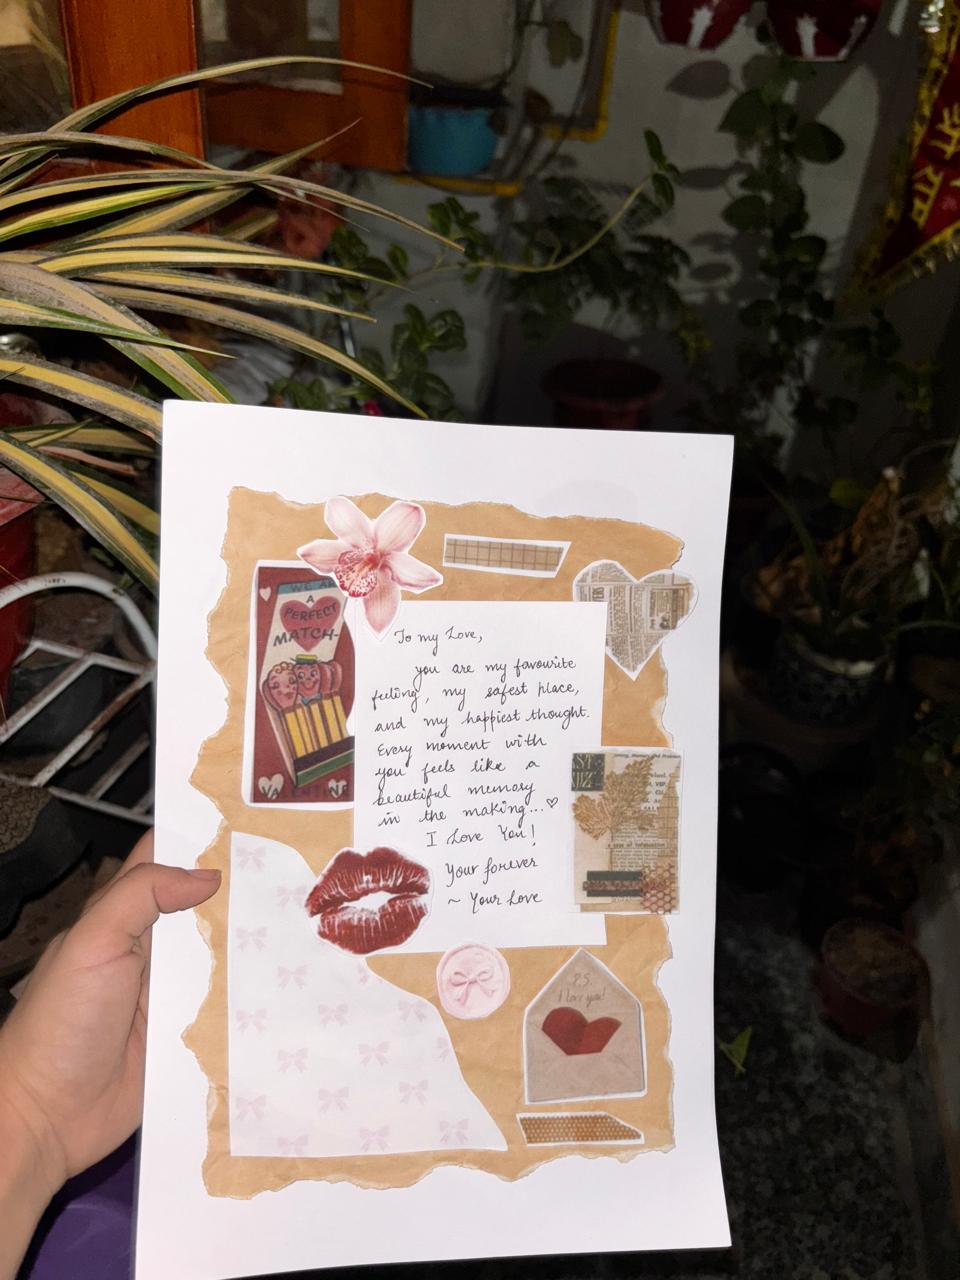 WE AR
A
PERFECT
MATCH-
VA
TINE
To my Love,
you are my favourite
feeling, my safest place,
and my happiest thought.
Every moment with
you feels like a
beautiful memory
in the making...♡
I Love You!
Your forever
~ Your Love
P.S.
I love you!